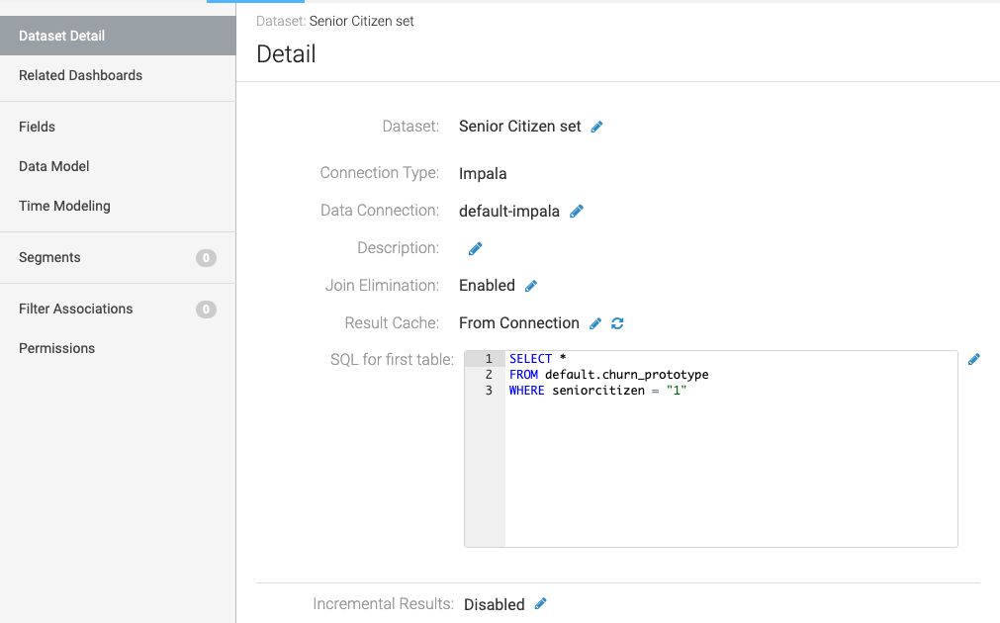 Dataset: Senior Citizen set
Detail
Dataset Detail
Related Dashboards
Fields
Data Model
Time Modeling
Segments 0
Filter Associations 0
Permissions
Dataset: Senior Citizen set
Connection Type: Impala
Data Connection: default-impala
Description:
Join Elimination: Enabled
Result Cache: From Connection
SQL for first table:
1 SELECT *
2 FROM default.churn_prototype
3 WHERE seniorcitizen = "1"
Incremental Results: Disabled